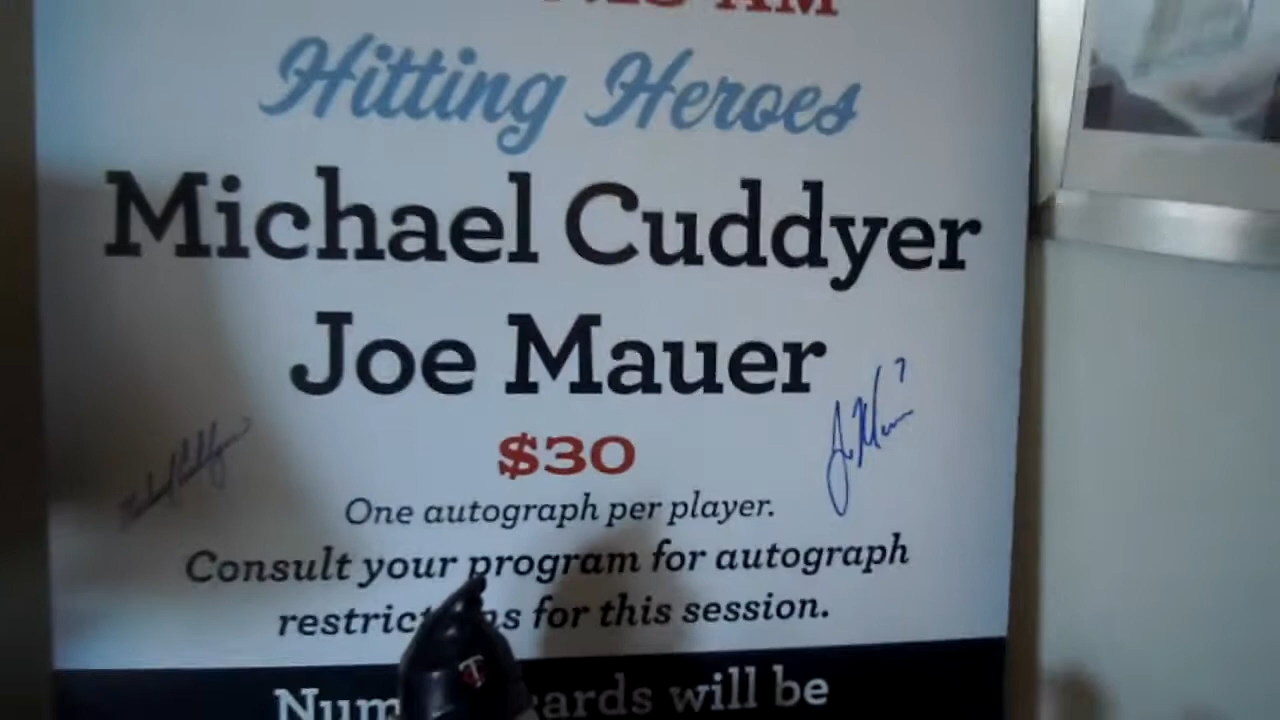 Hitting Heroes
Michael Cuddyer
Joe Mauer
7
$30
One autograph per player.
Consult your program for autograph
for this session.
will be